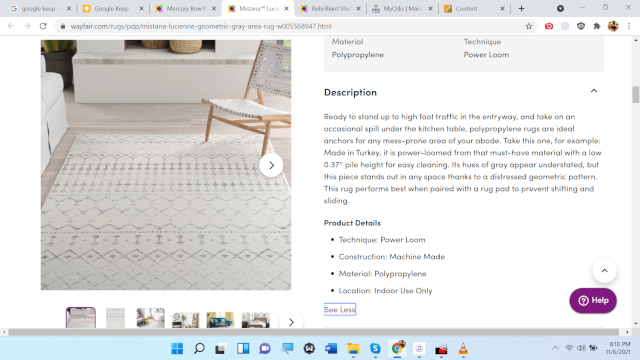 google keep -
Google Keep
Mercury Row®
Mistana™ Luc
Rebrilliant Sto
MyOdu | Main
Content
wayfair.com/rugs/pdp/mistana-lucienne-geometric-gray-area-rug-w005568947.html
Material
Technique
Polypropylene
Power Loom
Description
Ready to stand up to high foot traffic in the entryway, and take on an
occasional spill under the kitchen table, polypropylene rugs are ideal
anchors for any mess-prone area of your abode. Take this one, for example:
Made in Turkey, it is power-loomed from that must-have material with a low
0.37'' pile height for easy cleaning. Its hues of gray appear understated, but
this piece stands out in any space thanks to a distressed geometric pattern.
This rug performs best when paired with a rug pad to prevent shifting and
sliding.
Product Details
• Technique: Power Loom
• Construction: Machine Made
• Material: Polypropylene
• Location: Indoor Use Only
See Less
Help
8:10 PM
11/6/2021